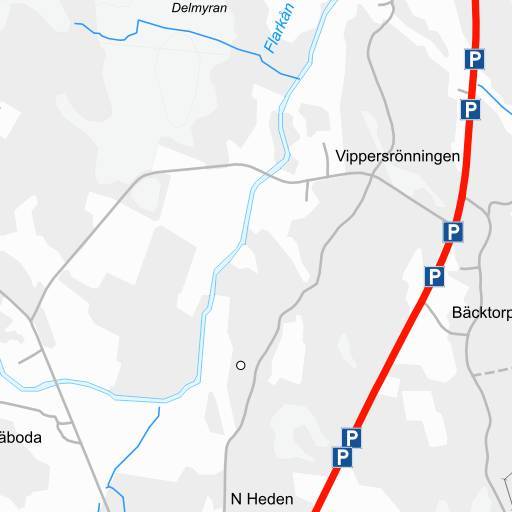 Delmyran
Flarkån
P
P
Vippersrönningen
P
P
Bäcktorp
äboda
P
P
N Heden